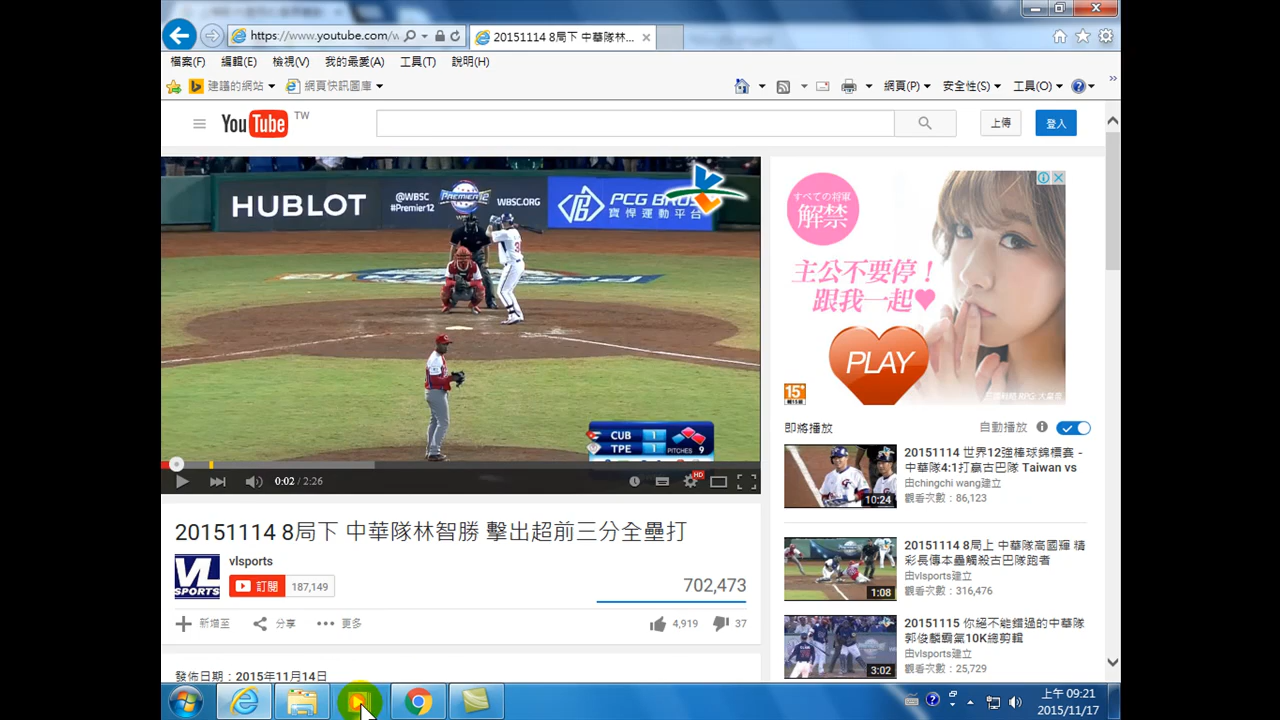 https://www.youtube.com/w
20151114 8局下 中華隊林...
檔案(F) 編輯(E) 檢視(V) 我的最愛(A) 工具(T) 說明(H)
建議的網站 網頁快訊圖庫 網頁(P) 安全性(S) 工具(O)
YouTube TW 上傳 登入
HUBLOT
@WBSC
#Premier12
PREMIER12
WBSC.ORG
PCG
寶悍運動平台
CUB 1
TPE 1 PITCHES 9
0:02 / 2:26 HD
20151114 8局下 中華隊林智勝 擊出超前三分全壘打
VL SPORTS
vlsports
訂閱 187,149
702,473
新增至 分享 更多 4,919 37
發佈日期：2015年11月14日
すべての将軍
解禁
主公不要停！
跟我一起
PLAY
15+
即將播放 自動播放
20151114 世界12強棒球錦標賽 -
中華隊4:1打贏古巴隊 Taiwan vs
由chingchi wang建立
觀看次數：86,123
10:24
20151114 8局上 中華隊高國輝 精
彩長傳本壘觸殺古巴隊跑者
由vlsports建立
觀看次數：316,476
1:08
20151115 你絕不能錯過的中華隊
郭俊麟霸氣10K總剪輯
由vlsports建立
觀看次數：25,729
3:02
上午 09:21
2015/11/17